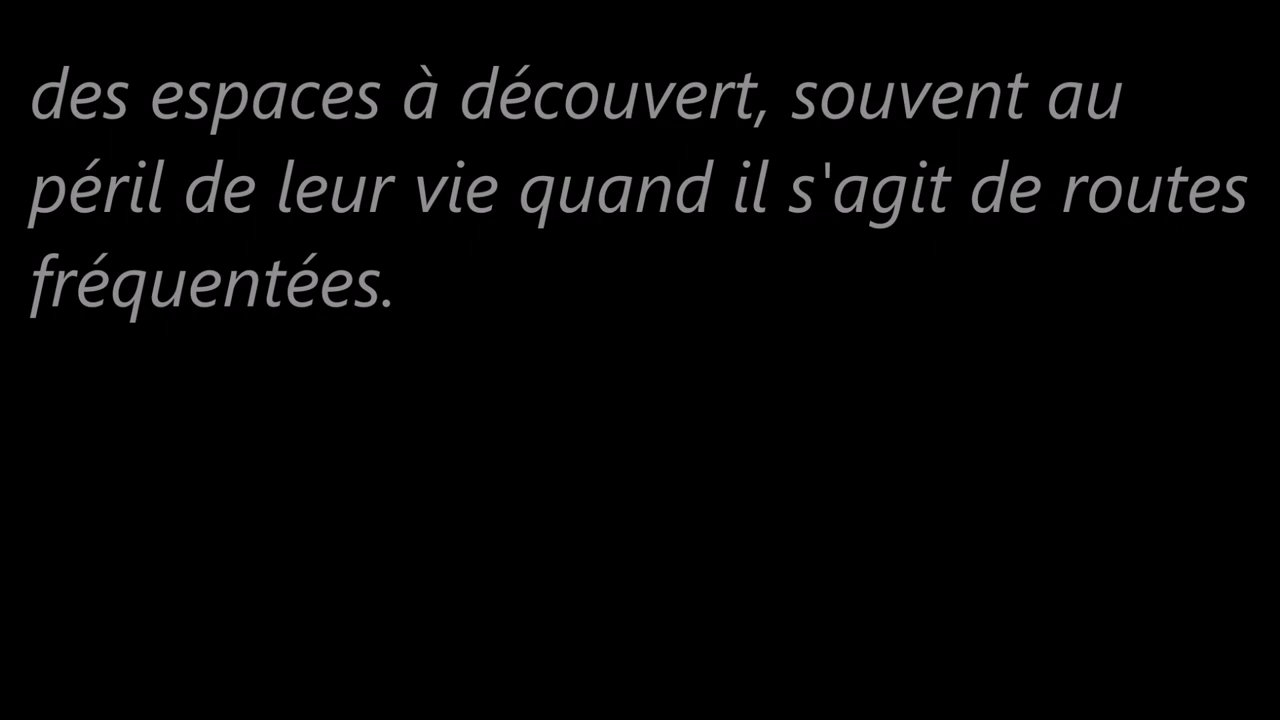 des espaces à découvert, souvent au
péril de leur vie quand il s'agit de routes
fréquentées.